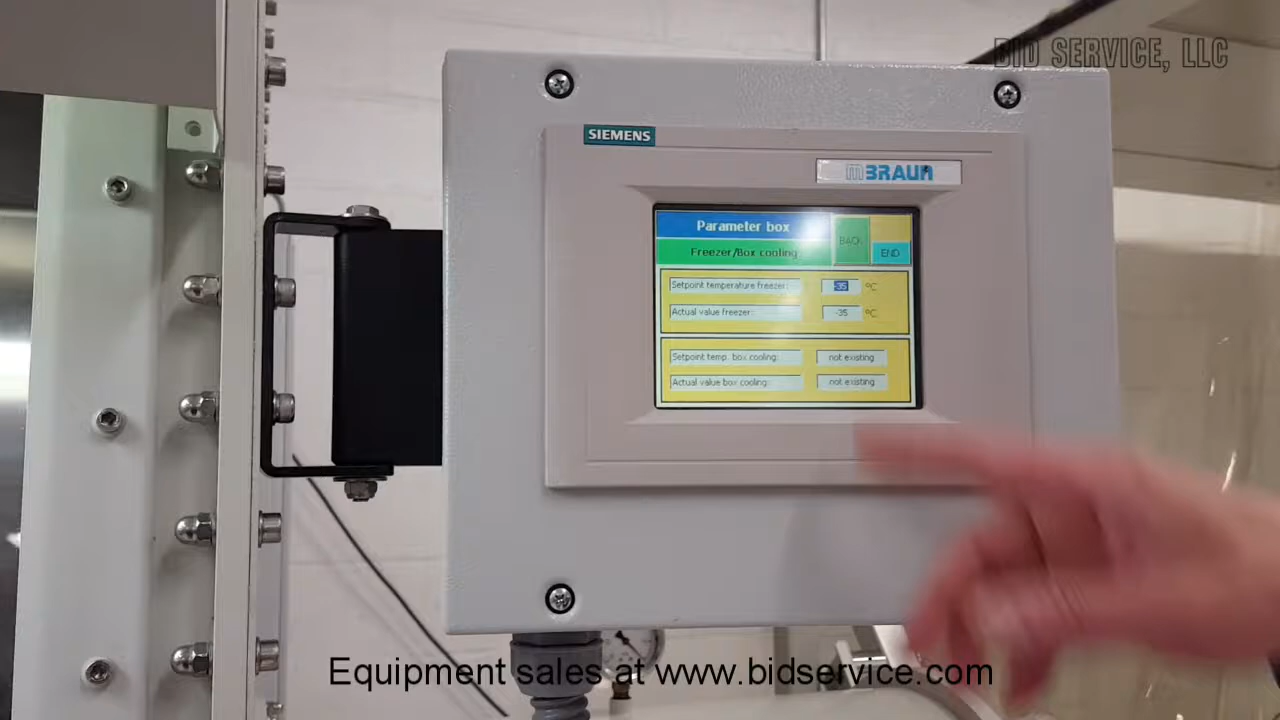 BID SERVICE, LLC
SIEMENS
mBRAUN
Parameter box
BACK
Freezer/Box cooling
END
Setpoint temperature freezer: -35 °C
Actual value freezer: -35 °C
Setpoint temp. box cooling: not existing
Actual value box cooling: not existing
Equipment sales at www.bidservice.com